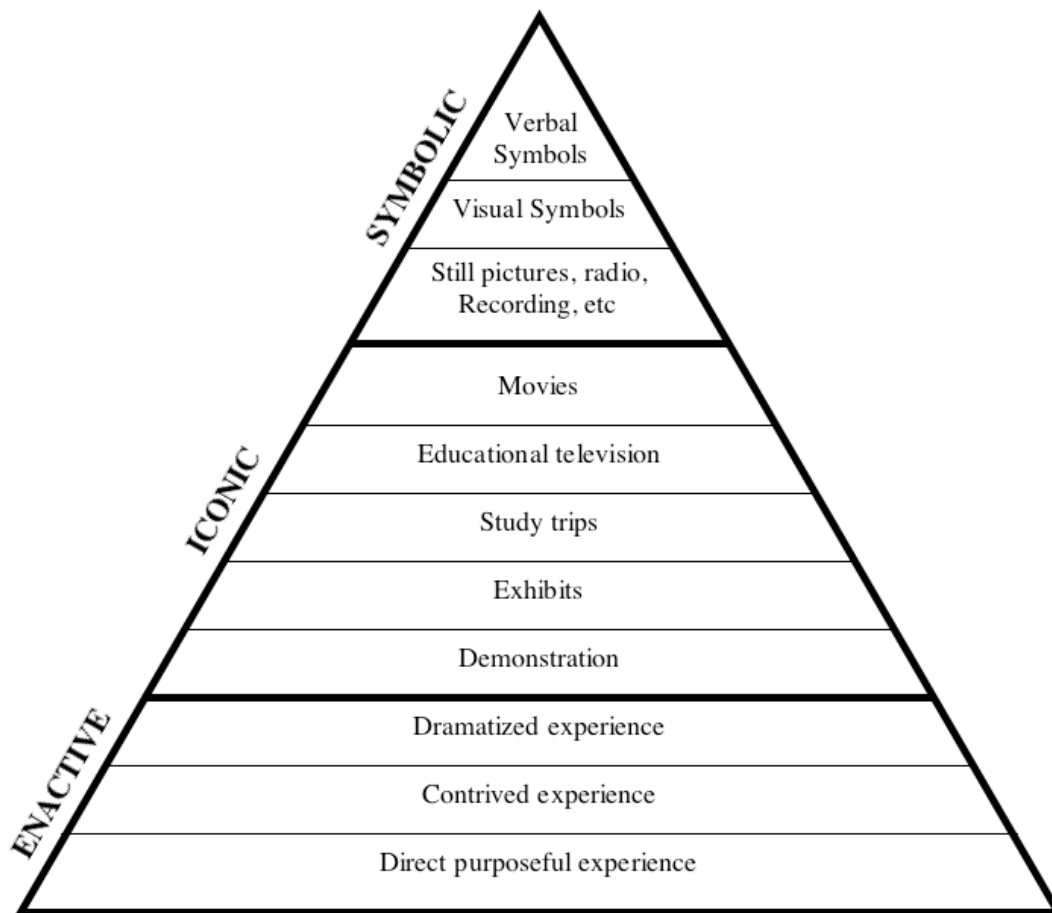 SYMBOLIC
Verbal
Symbols
Visual Symbols
Still pictures, radio,
Recording, etc
ICONIC
Movies
Educational television
Study trips
Exhibits
Demonstration
ENACTIVE
Dramatized experience
Contrived experience
Direct purposeful experience